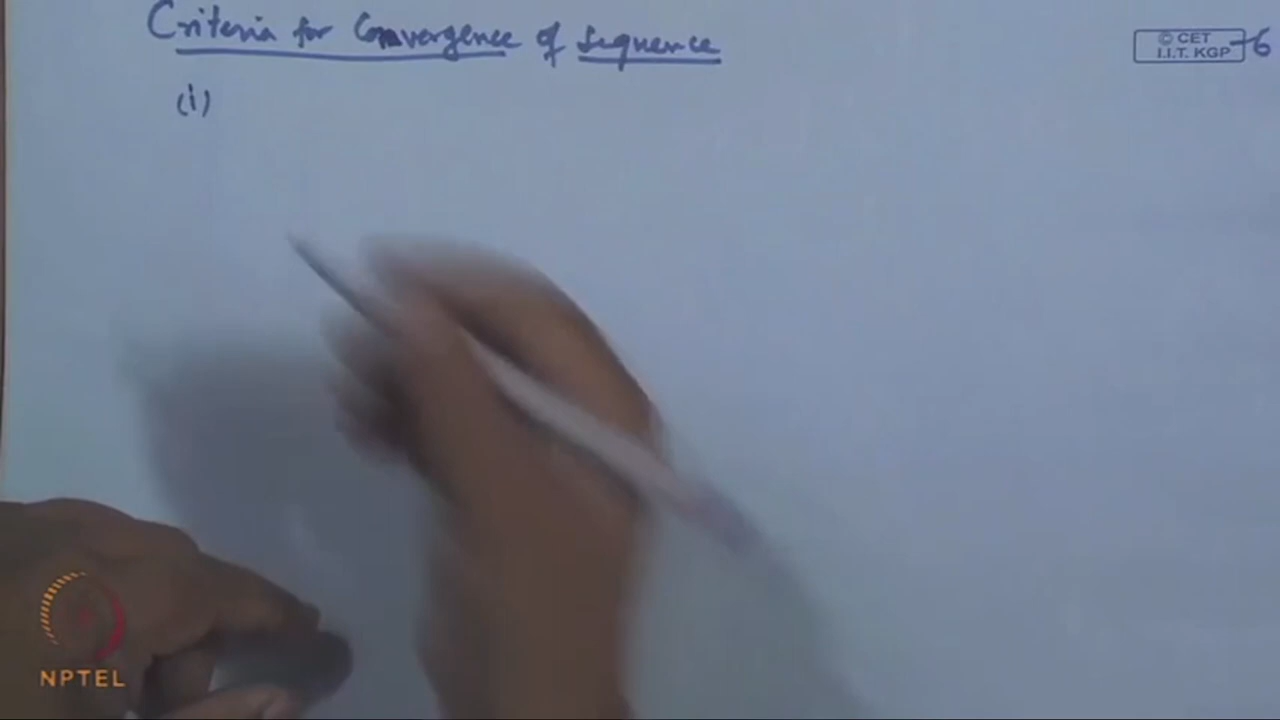 Criteria for Convergence of Sequence
© CET
I.I.T. KGP
-6
(i)
NPTEL